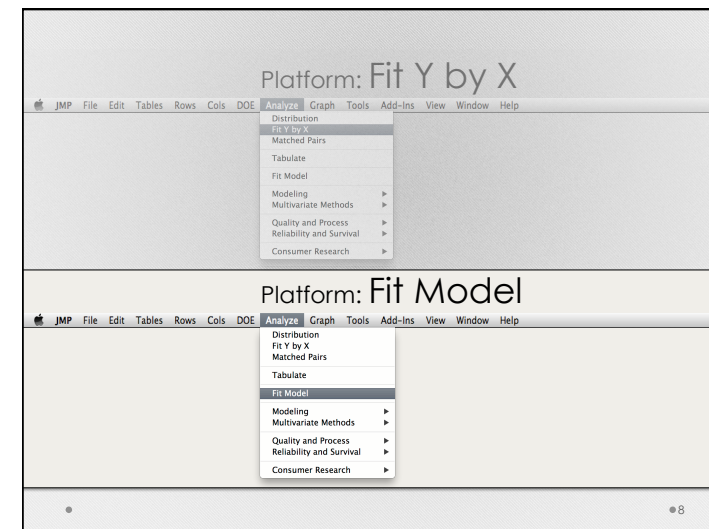 Platform: Fit Y by X
JMP File Edit Tables Rows Cols DOE Analyze Graph Tools Add-Ins View Window Help
Distribution
Fit Y by X
Matched Pairs
Tabulate
Fit Model
Modeling
Multivariate Methods
Quality and Process
Reliability and Survival
Consumer Research
Platform: Fit Model
JMP File Edit Tables Rows Cols DOE Analyze Graph Tools Add-Ins View Window Help
Distribution
Fit Y by X
Matched Pairs
Tabulate
Fit Model
Modeling
Multivariate Methods
Quality and Process
Reliability and Survival
Consumer Research
8